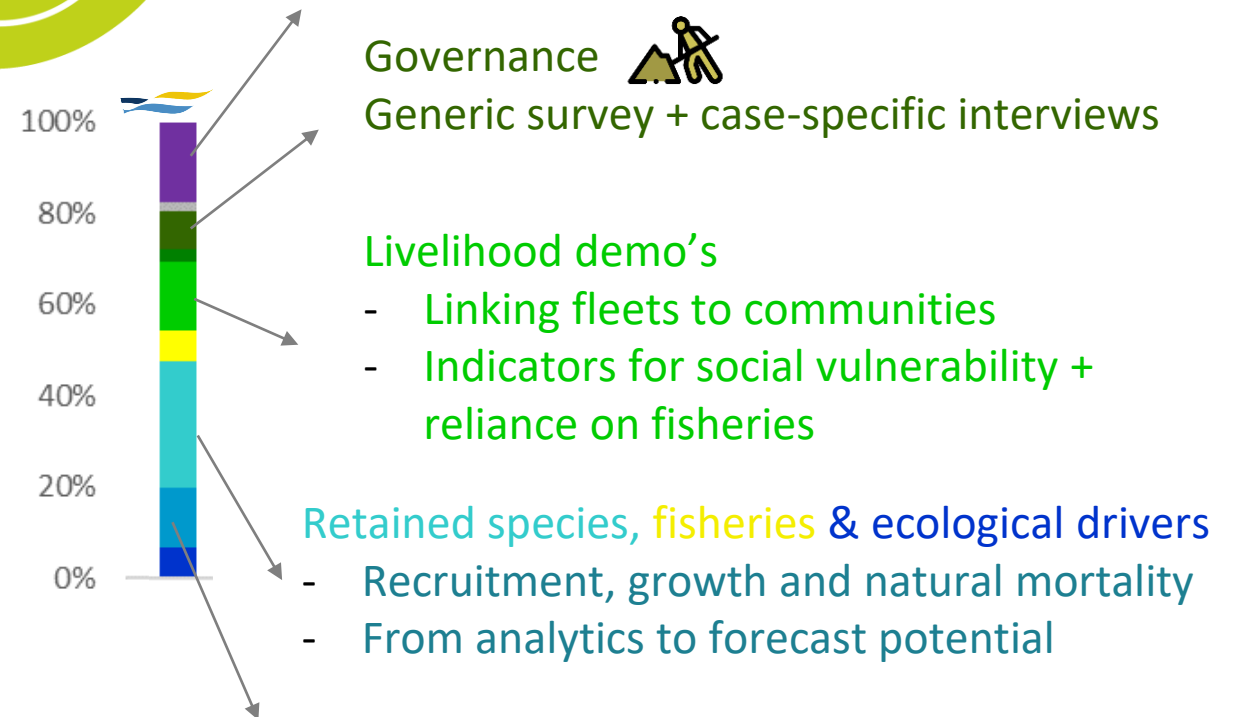 Governance
Generic survey + case-specific interviews
100%
80%
60%
40%
20%
0%
Livelihood demo’s
- Linking fleets to communities
- Indicators for social vulnerability +
reliance on fisheries
Retained species, fisheries & ecological drivers
- Recruitment, growth and natural mortality
- From analytics to forecast potential